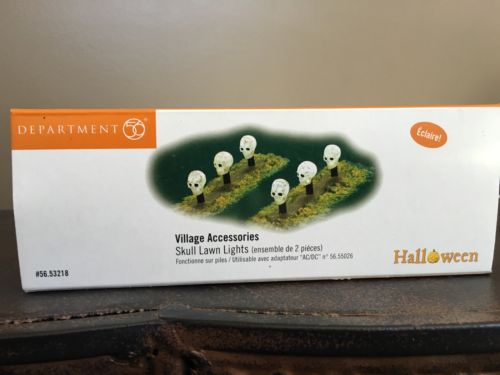 DEPARTMENT 56®
Éclaire!
Village Accessories
Skull Lawn Lights (ensemble de 2 pièces)
Fonctionne sur piles / Utilisable avec adaptateur "AC/DC" n° 56.55026
#56.53218
Halloween